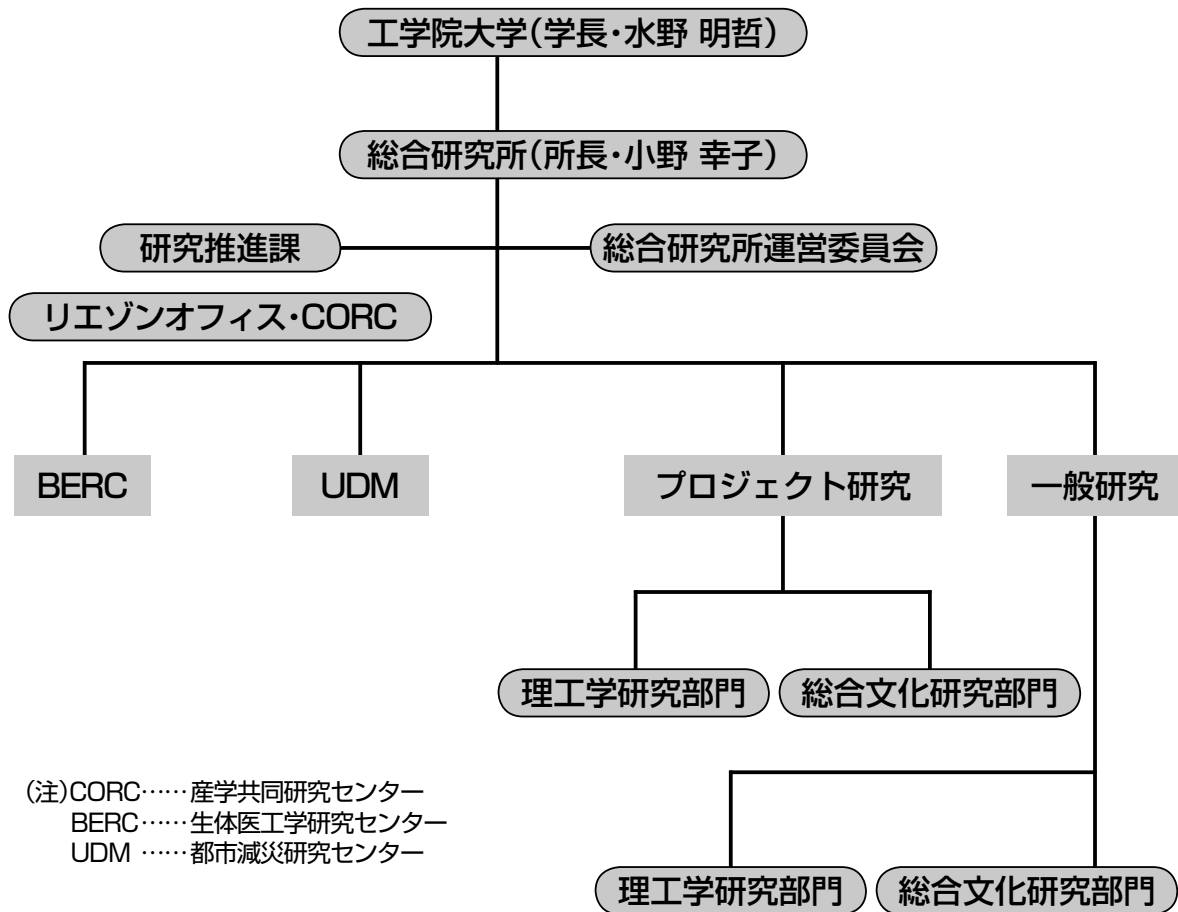 工学院大学(学長・水野 明哲)
総合研究所(所長・小野 幸子)
研究推進課
総合研究所運営委員会
リエゾンオフィス・CORC
BERC
UDM
プロジェクト研究
一般研究
理工学研究部門
総合文化研究部門
(注)CORC……産学共同研究センター
BERC……生体医工学研究センター
UDM ……都市減災研究センター
理工学研究部門
総合文化研究部門